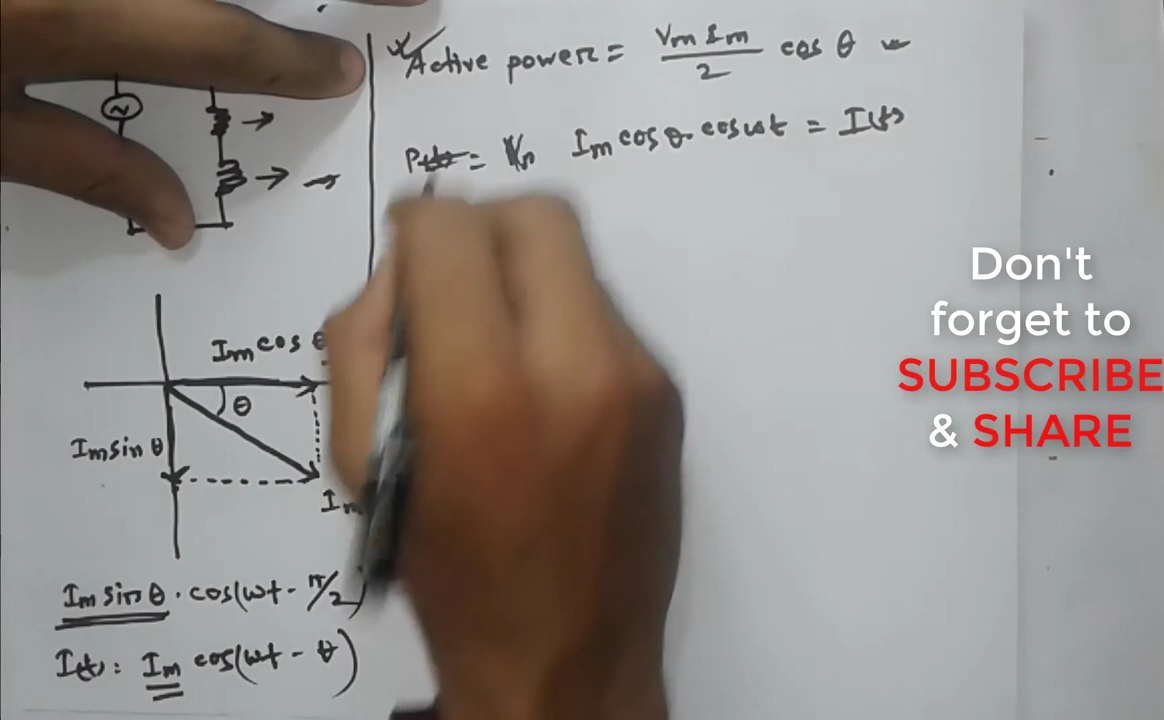 Active power = Vm Im / 2 cos θ
P(t) = Vm Im cos θ. cos ωt = I(t)
Im cos θ
θ
Im sin θ
Im
Im sin θ . cos(ωt - π/2)
I(t) : Im cos(ωt - θ)
Don't
forget to
SUBSCRIBE
& SHARE